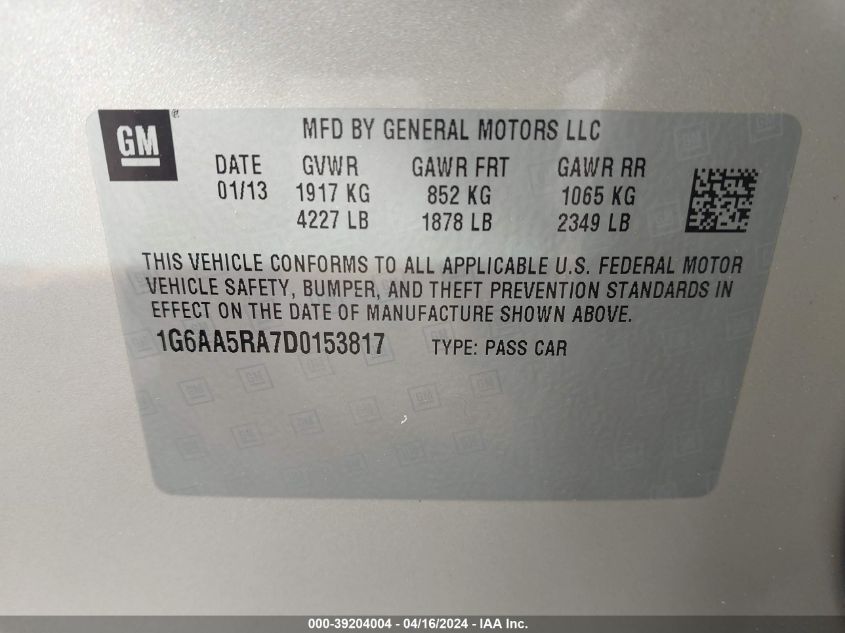 GM ® MFD BY GENERAL MOTORS LLC
DATE GVWR GAWR FRT GAWR RR
01/13 1917 KG 852 KG 1065 KG
4227 LB 1878 LB 2349 LB
THIS VEHICLE CONFORMS TO ALL APPLICABLE U.S. FEDERAL MOTOR
VEHICLE SAFETY, BUMPER, AND THEFT PREVENTION STANDARDS IN
EFFECT ON THE DATE OF MANUFACTURE SHOWN ABOVE.
1G6AA5RA7D0153817 TYPE: PASS CAR
000-39204004 - 04/16/2024 - IAA Inc.